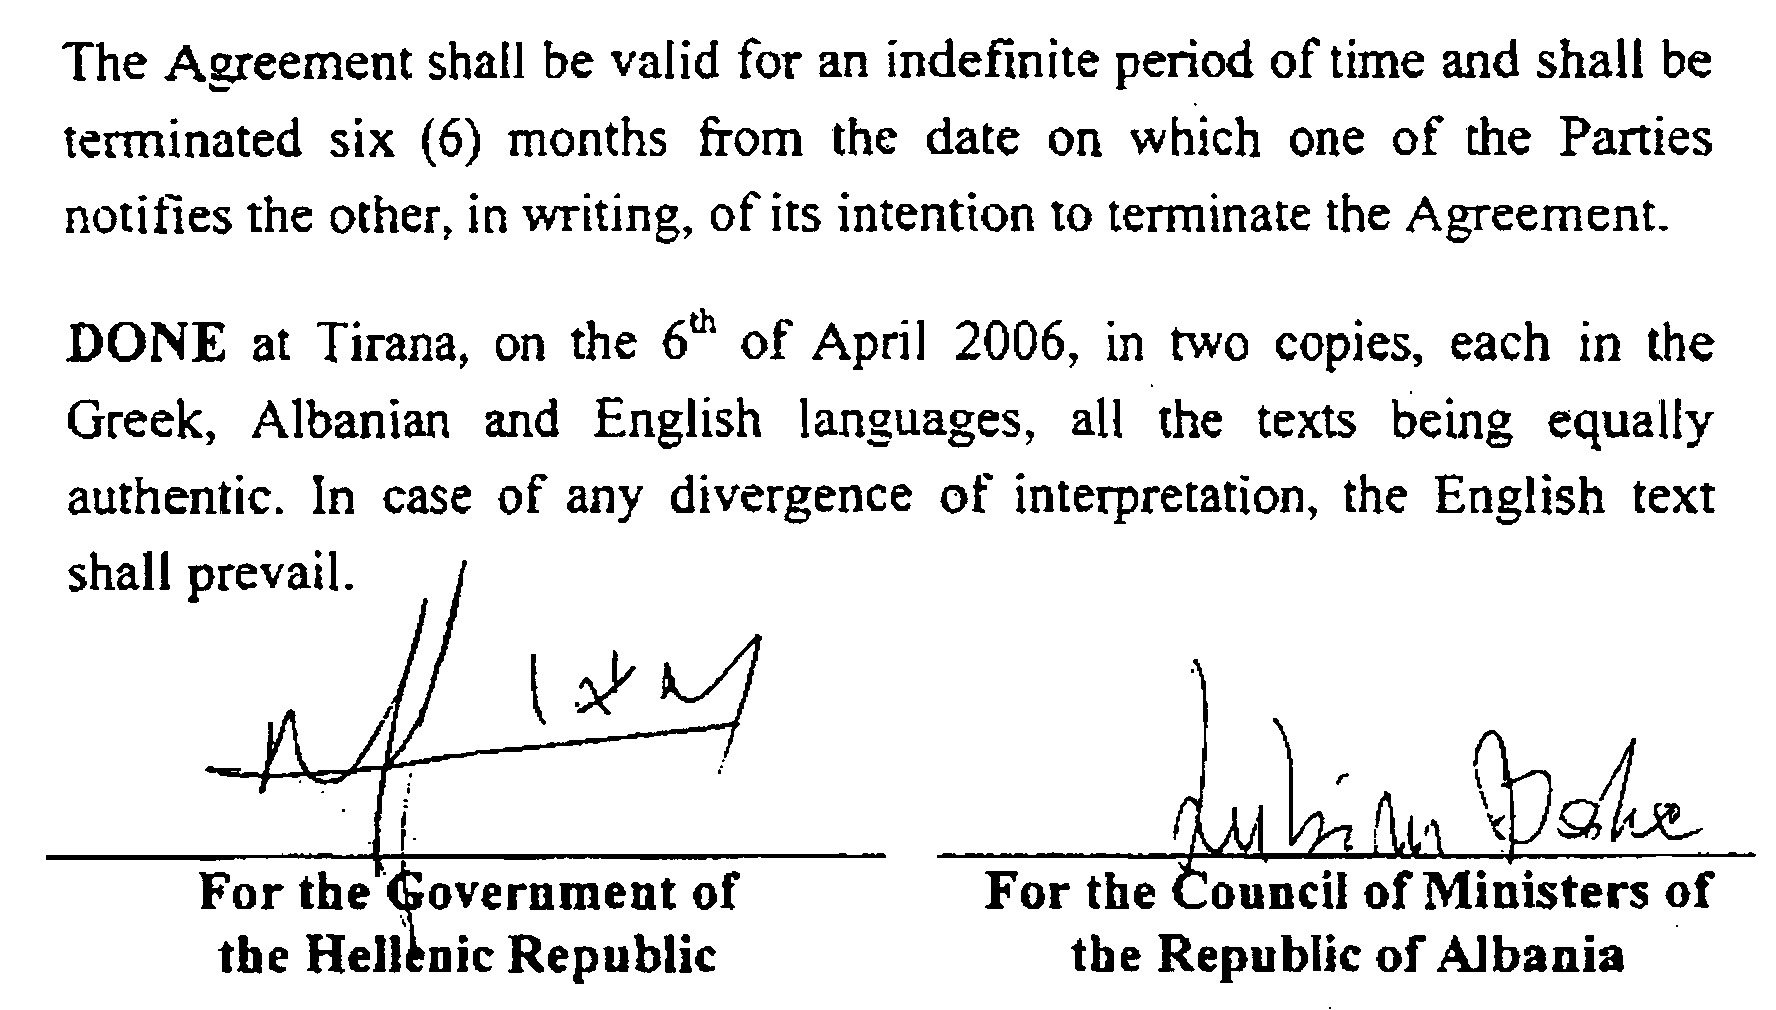 The Agreement shall be valid for an indefinite period of time and shall be
terminated six (6) months from the date on which one of the Parties
notifies the other, in writing, of its intention to terminate the Agreement.
DONE at Tirana, on the 6th of April 2006, in two copies, each in the
Greek, Albanian and English languages, all the texts being equally
authentic. In case of any divergence of interpretation, the English text
shall prevail.
For the Government of
the Hellenic Republic
For the Council of Ministers of
the Republic of Albania